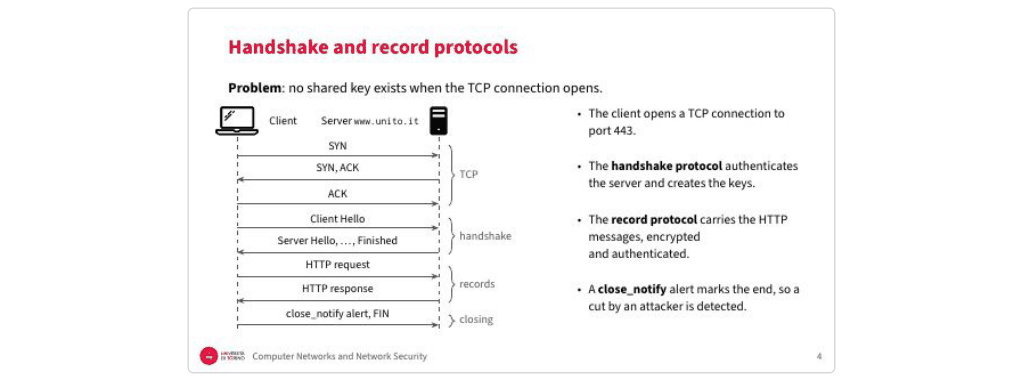 Handshake and record protocols
Problem: no shared key exists when the TCP connection opens.
Client
Server www.unito.it
SYN
SYN, ACK
ACK
TCP
Client Hello
Server Hello, ..., Finished
handshake
HTTP request
HTTP response
records
close_notify alert, FIN
closing
• The client opens a TCP connection to
port 443.
• The handshake protocol authenticates
the server and creates the keys.
• The record protocol carries the HTTP
messages, encrypted
and authenticated.
• A close_notify alert marks the end, so a
cut by an attacker is detected.
UNIVERSITÀ
DI TORINO
Computer Networks and Network Security
4